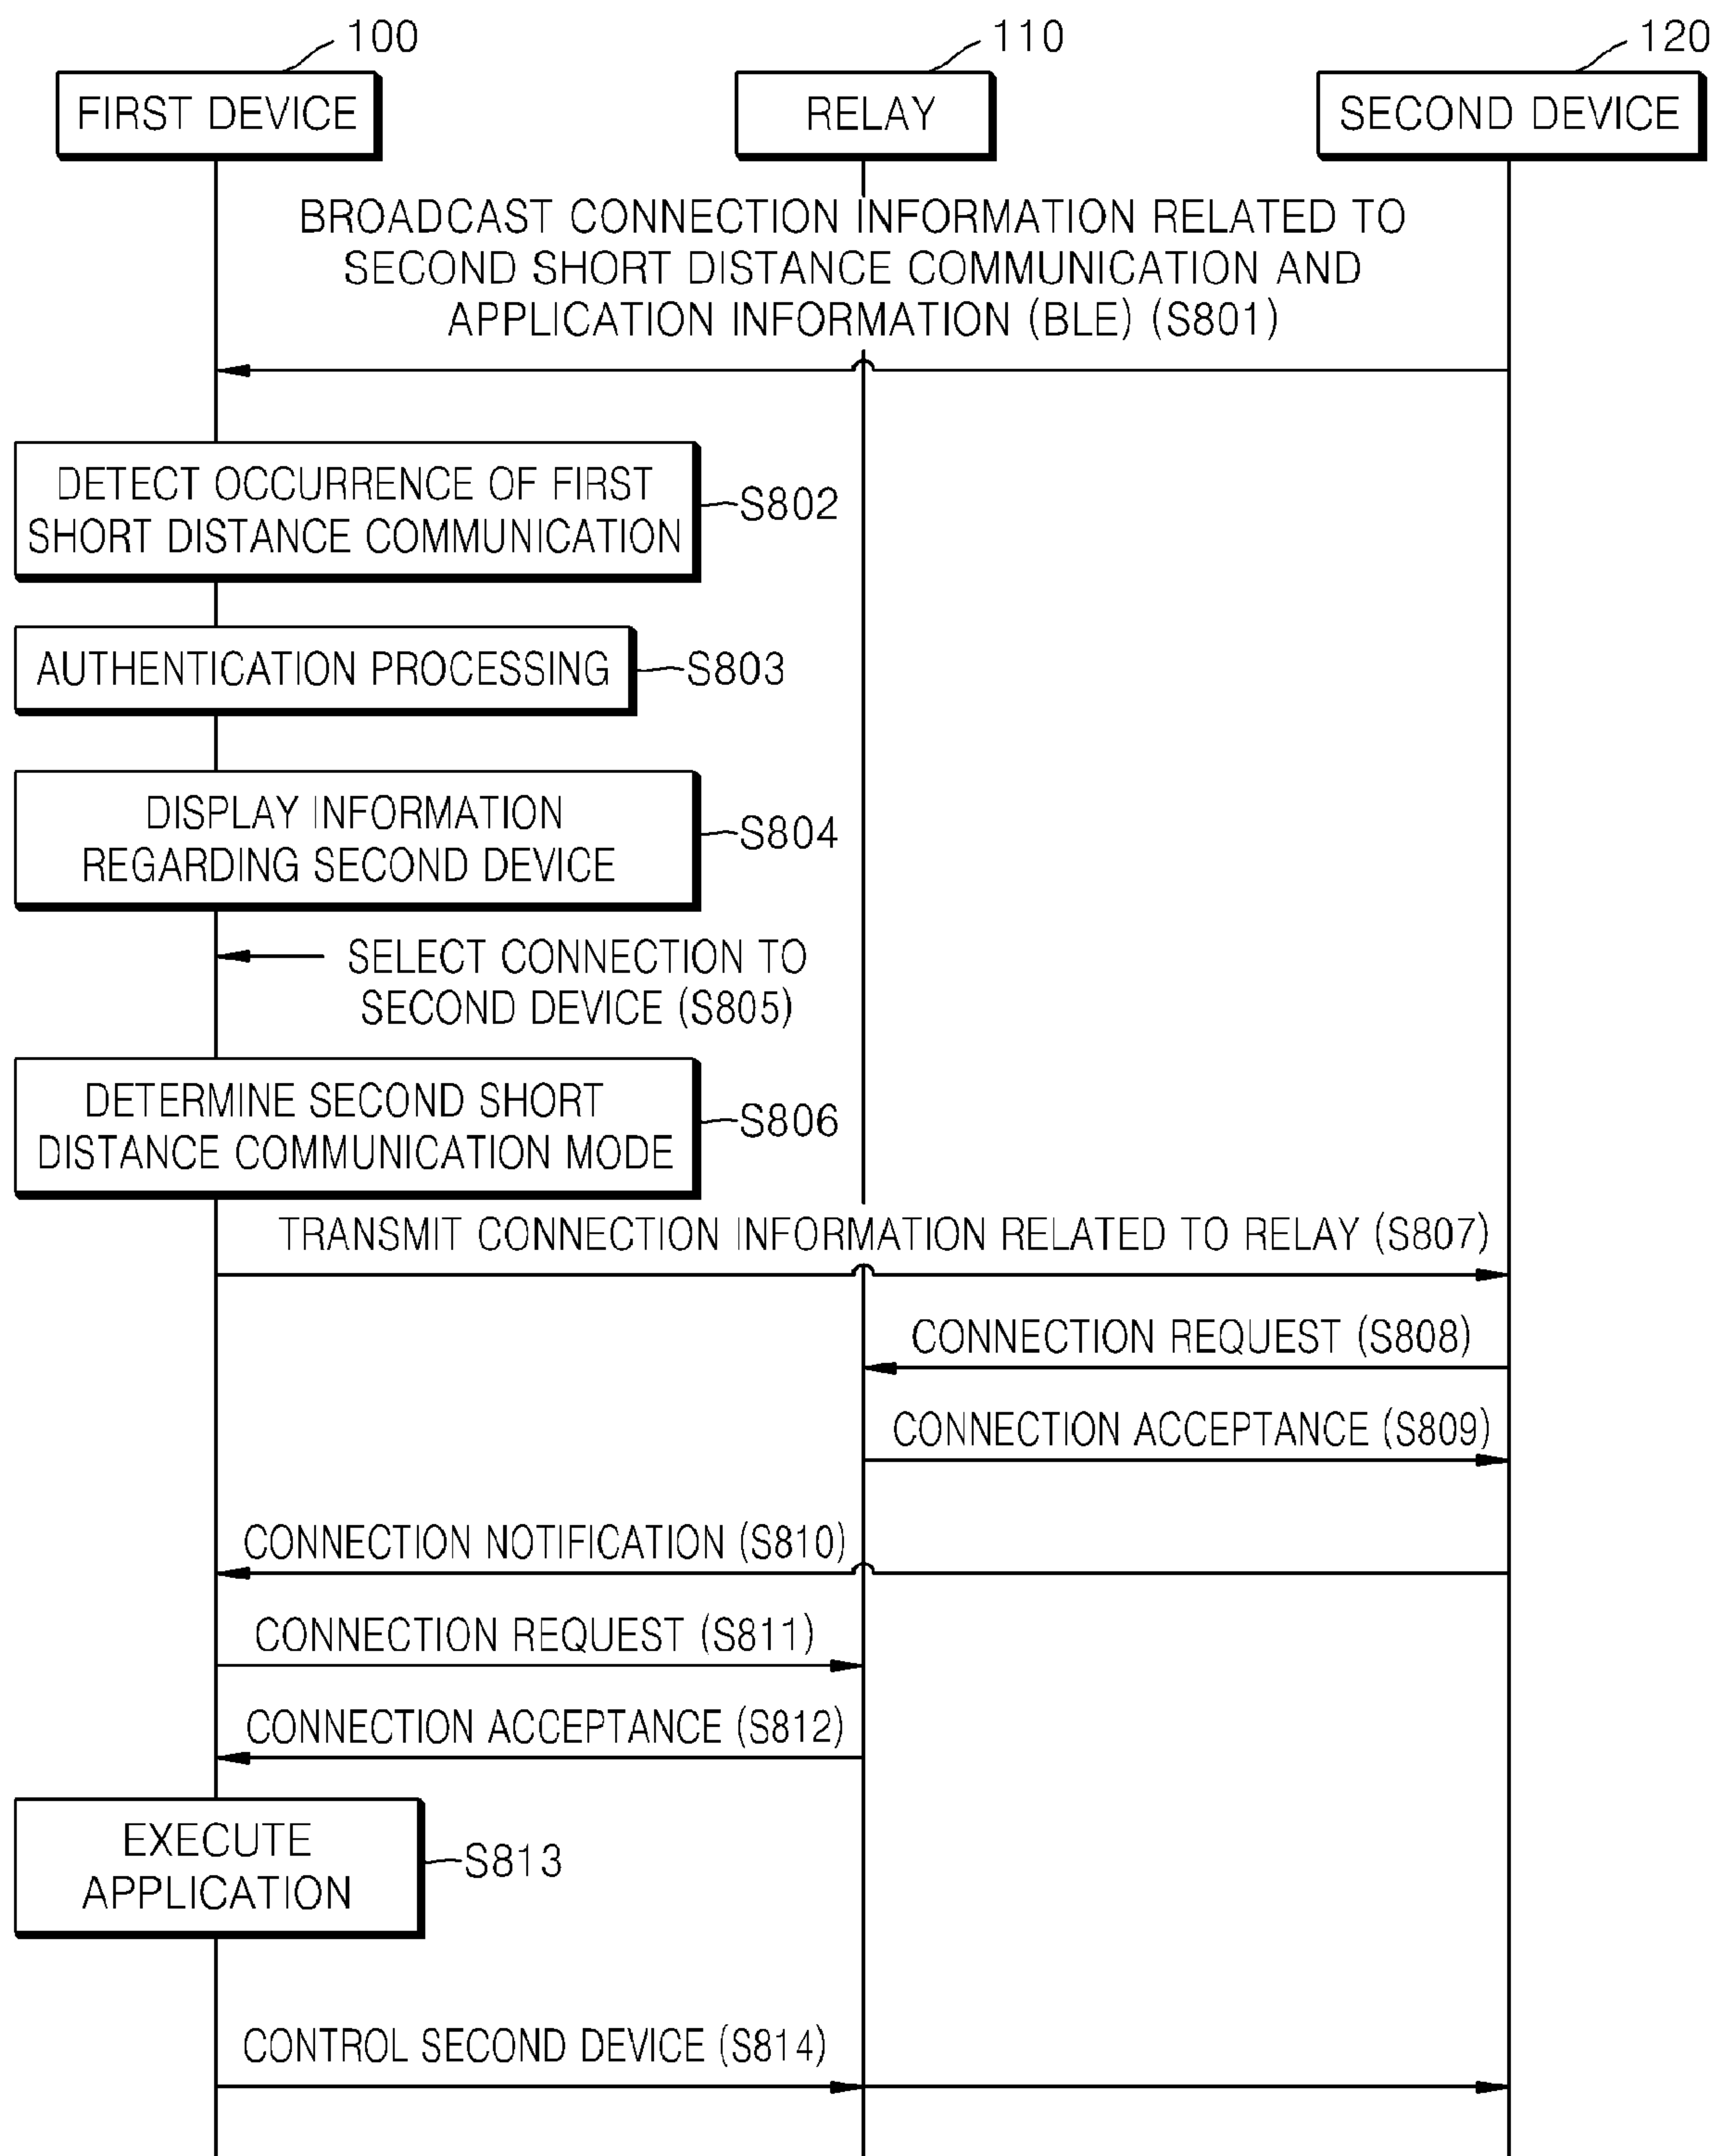 100
110
120
FIRST DEVICE
RELAY
SECOND DEVICE
BROADCAST CONNECTION INFORMATION RELATED TO
SECOND SHORT DISTANCE COMMUNICATION AND
APPLICATION INFORMATION (BLE) (S801)
DETECT OCCURRENCE OF FIRST
SHORT DISTANCE COMMUNICATION
S802
AUTHENTICATION PROCESSING
S803
DISPLAY INFORMATION
REGARDING SECOND DEVICE
S804
SELECT CONNECTION TO
SECOND DEVICE (S805)
DETERMINE SECOND SHORT
DISTANCE COMMUNICATION MODE
S806
TRANSMIT CONNECTION INFORMATION RELATED TO RELAY (S807)
CONNECTION REQUEST (S808)
CONNECTION ACCEPTANCE (S809)
CONNECTION NOTIFICATION (S810)
CONNECTION REQUEST (S811)
CONNECTION ACCEPTANCE (S812)
EXECUTE
APPLICATION
S813
CONTROL SECOND DEVICE (S814)